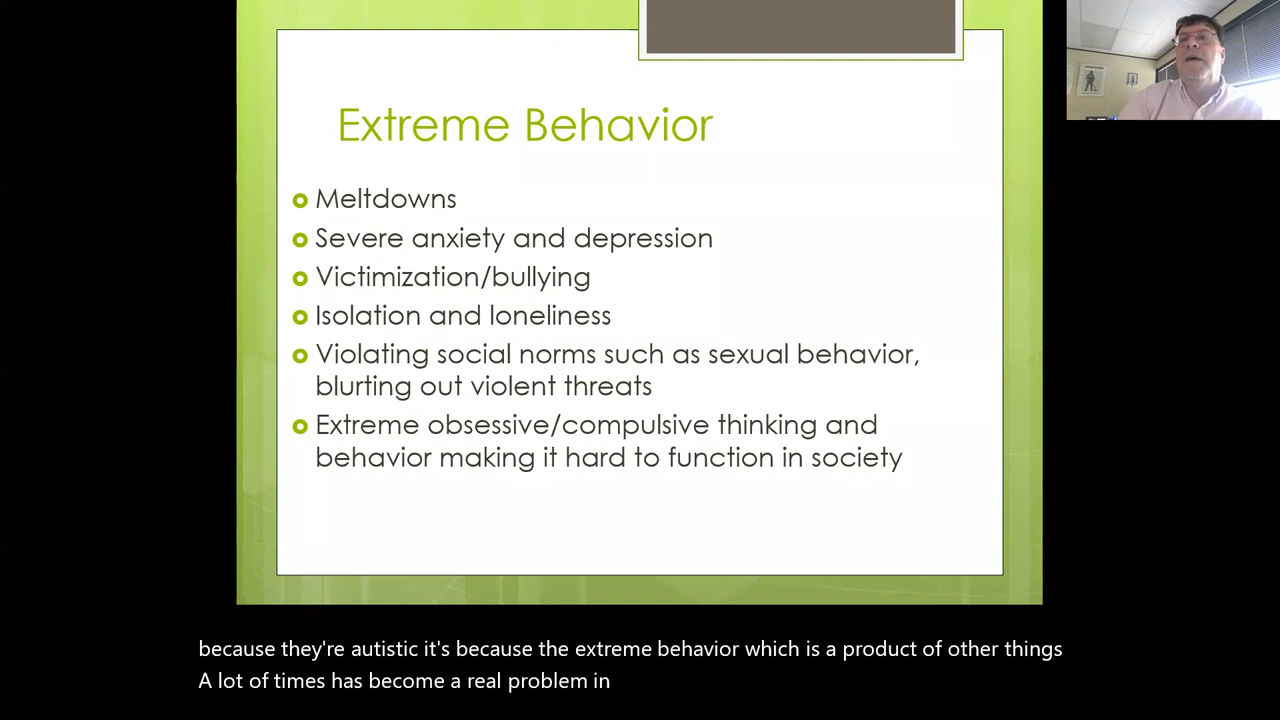 Extreme Behavior
Meltdowns
Severe anxiety and depression
Victimization/bullying
Isolation and loneliness
Violating social norms such as sexual behavior,
blurting out violent threats
Extreme obsessive/compulsive thinking and
behavior making it hard to function in society
because they're autistic it's because the extreme behavior which is a product of other things
A lot of times has become a real problem in